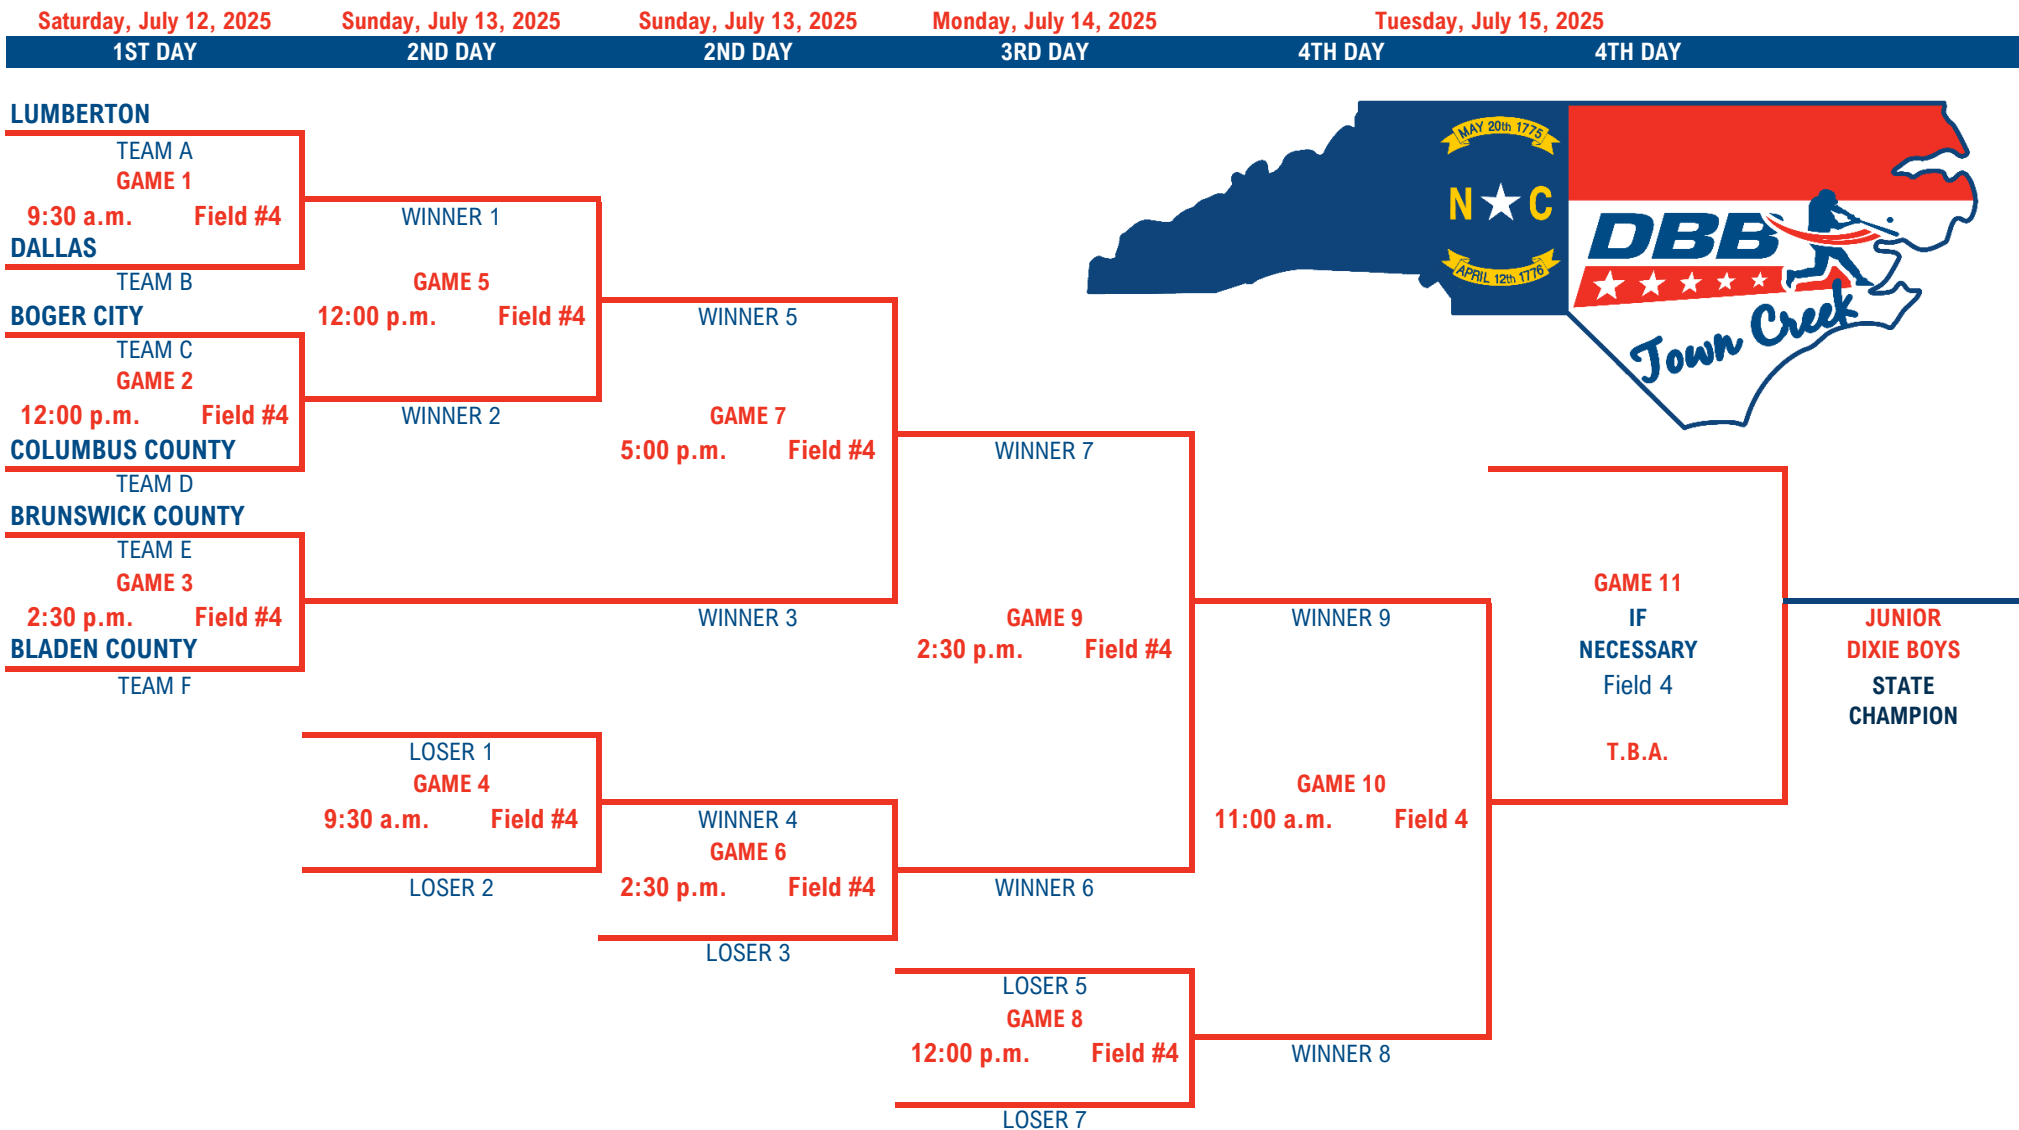 Saturday, July 12, 2025 Sunday, July 13, 2025 Sunday, July 13, 2025 Monday, July 14, 2025 Tuesday, July 15, 2025
1ST DAY 2ND DAY 2ND DAY 3RD DAY 4TH DAY 4TH DAY
LUMBERTON
TEAM A
GAME 1
9:30 a.m. Field #4
DALLAS
TEAM B
BOGER CITY
TEAM C
GAME 2
12:00 p.m. Field #4
COLUMBUS COUNTY
TEAM D
BRUNSWICK COUNTY
TEAM E
GAME 3
2:30 p.m. Field #4
BLADEN COUNTY
TEAM F
WINNER 1
GAME 5
12:00 p.m. Field #4
WINNER 2
LOSER 1
GAME 4
9:30 a.m. Field #4
LOSER 2
WINNER 5
GAME 7
5:00 p.m. Field #4
WINNER 3
WINNER 4
GAME 6
2:30 p.m. Field #4
LOSER 3
WINNER 7
GAME 9
2:30 p.m. Field #4
WINNER 6
LOSER 5
GAME 8
12:00 p.m. Field #4
LOSER 7
WINNER 9
GAME 10
11:00 a.m. Field 4
WINNER 8
MAY 20th 1775
N C
APRIL 12th 1776
DBB
Town Creek
GAME 11
IF
NECESSARY
Field 4
T.B.A.
JUNIOR
DIXIE BOYS
STATE
CHAMPION